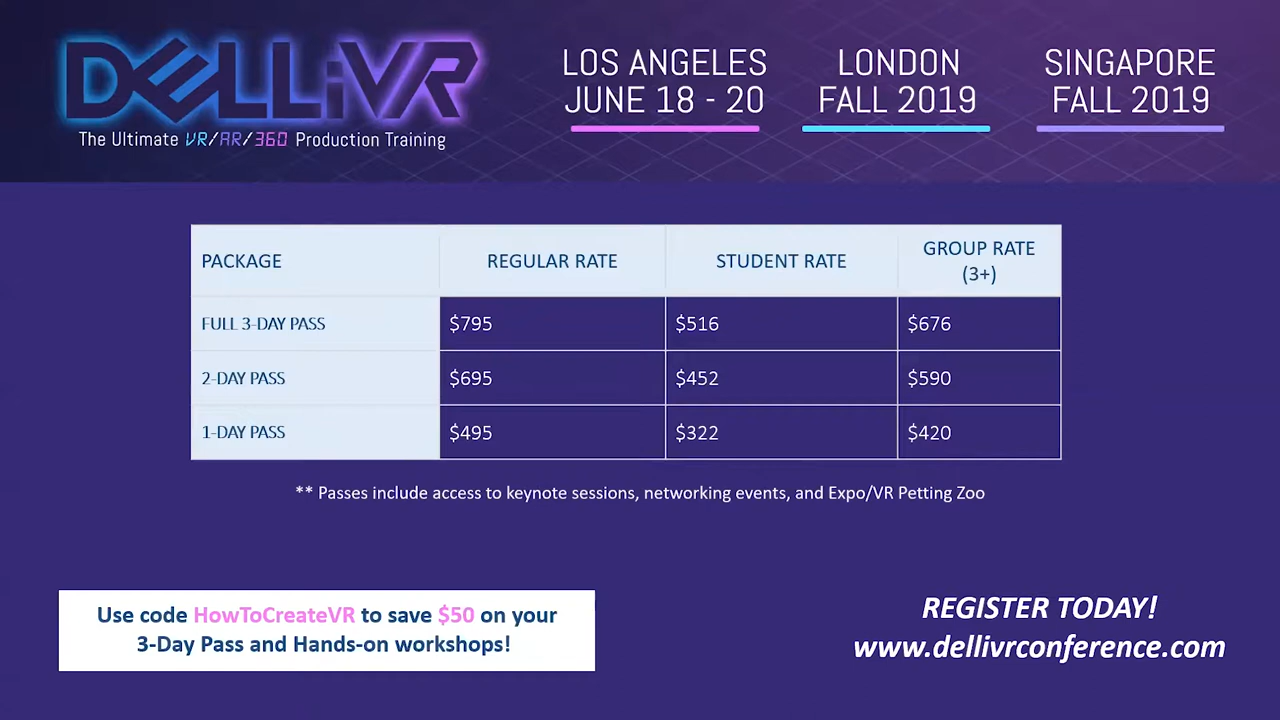 DELL iVR
The Ultimate VR/AR/360 Production Training
LOS ANGELES
JUNE 18 - 20
LONDON
FALL 2019
SINGAPORE
FALL 2019
PACKAGE REGULAR RATE STUDENT RATE GROUP RATE
(3+)
FULL 3-DAY PASS $795 $516 $676
2-DAY PASS $695 $452 $590
1-DAY PASS $495 $322 $420
** Passes include access to keynote sessions, networking events, and Expo/VR Petting Zoo
Use code HowToCreateVR to save $50 on your
3-Day Pass and Hands-on workshops!
REGISTER TODAY!
www.dellivrconference.com